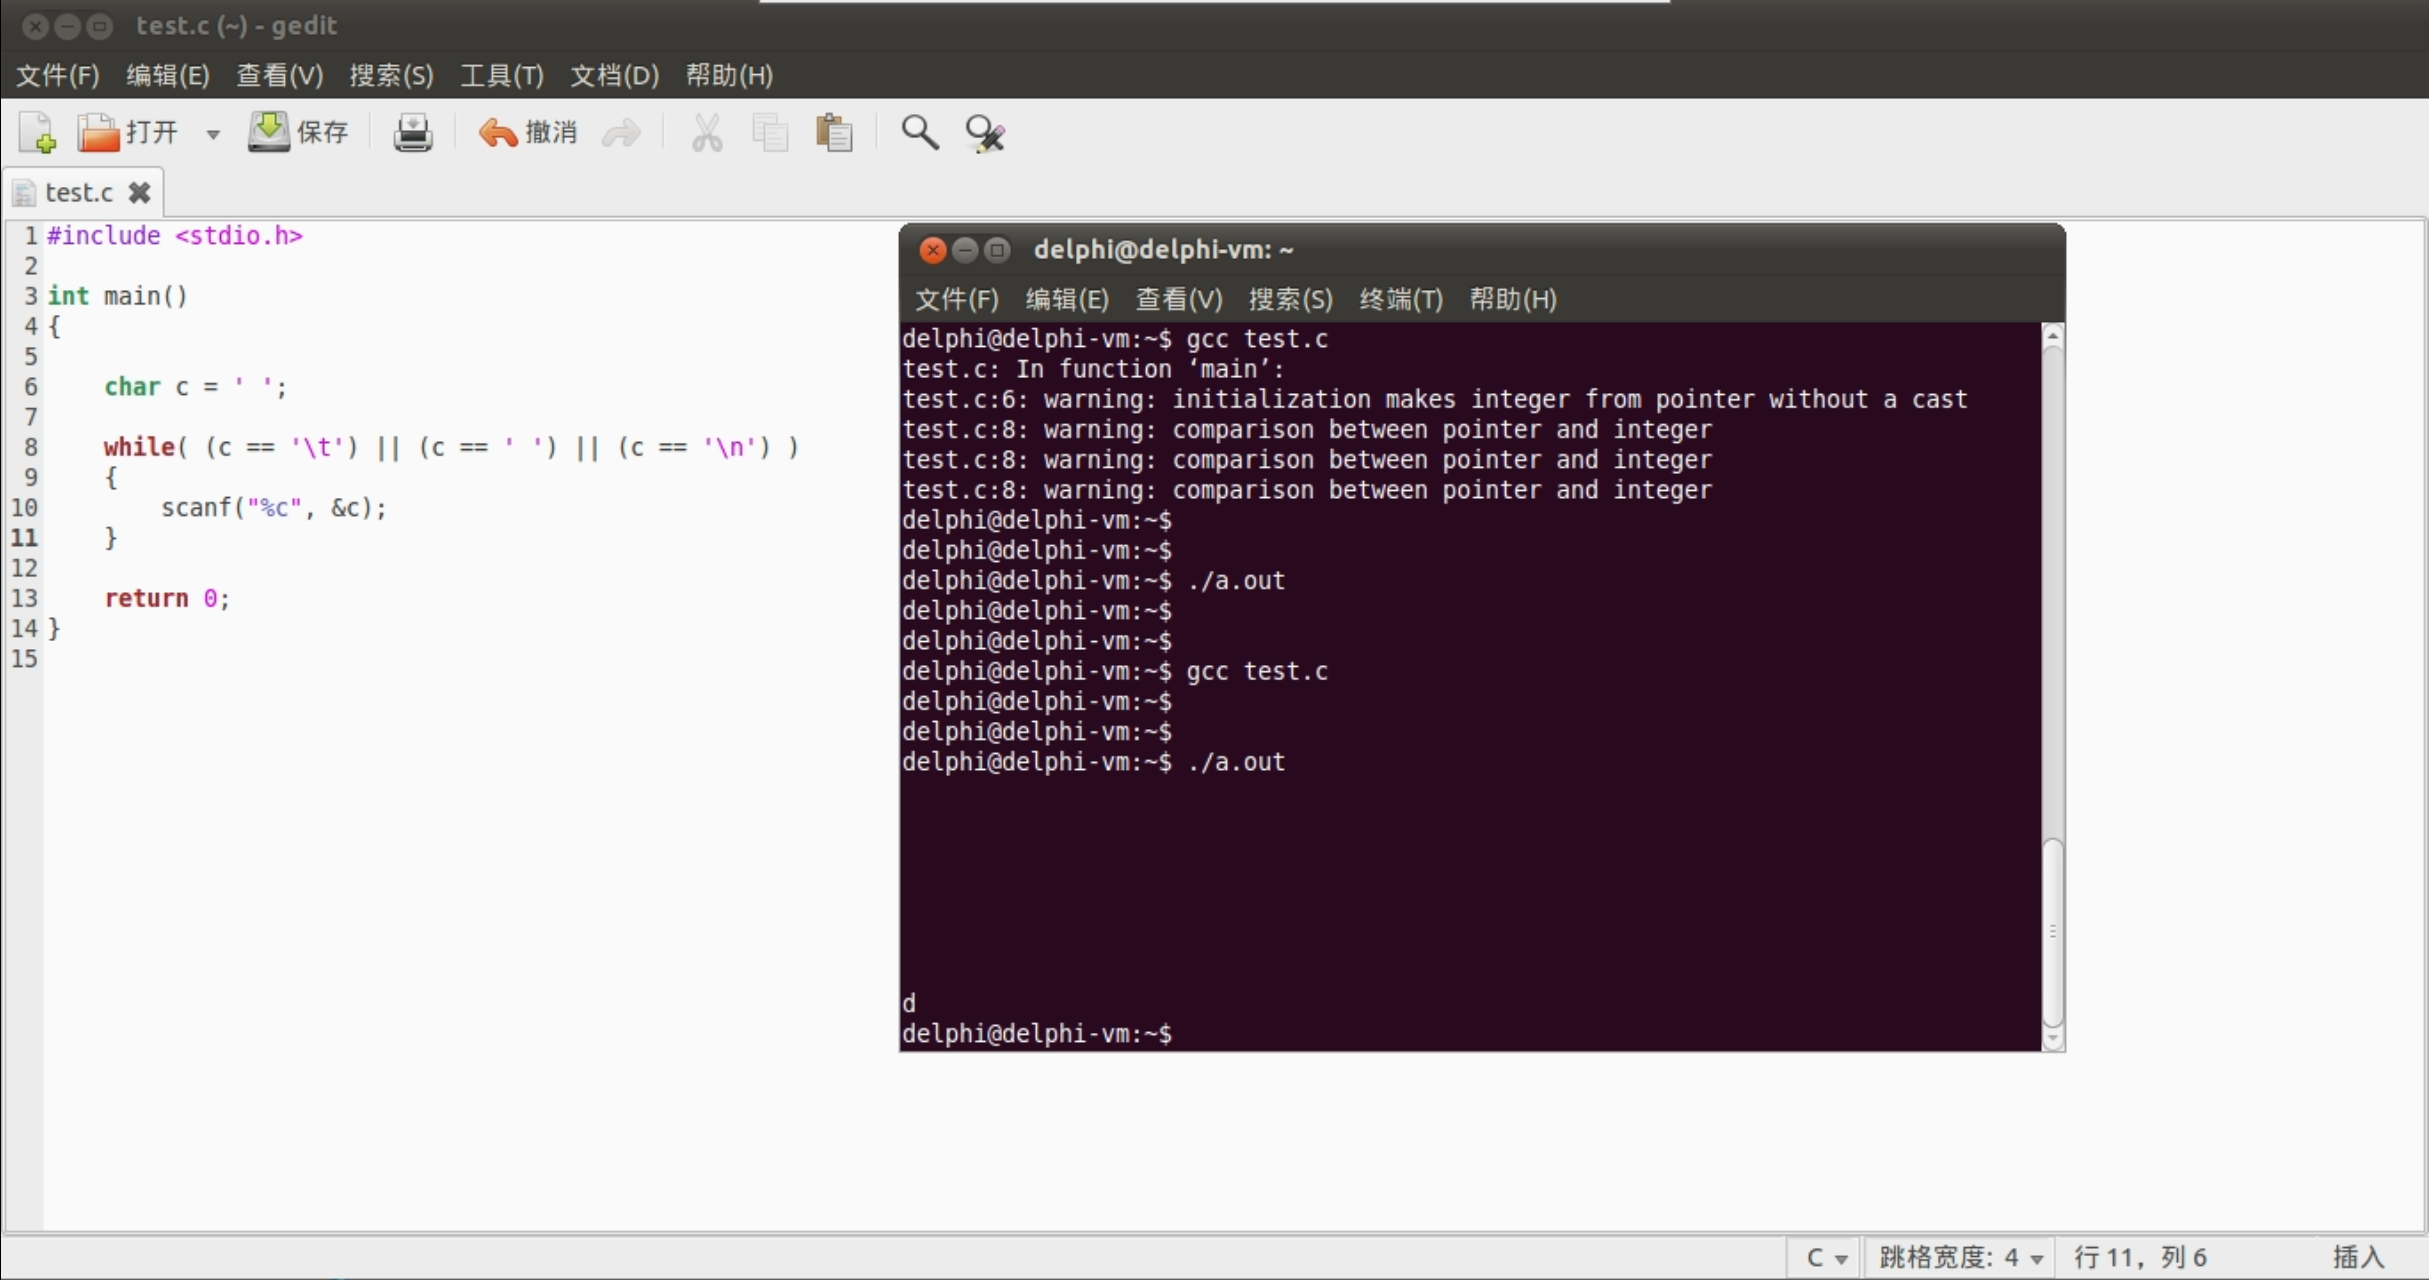 test.c (~) - gedit
文件(F) 编辑(E) 查看(V) 搜索(S) 工具(T) 文档(D) 帮助(H)
打开 保存 撤消
test.c
1 #include <stdio.h>
2
3 int main()
4 {
5
6     char c = ' ';
7
8     while( (c == '\t') || (c == ' ') || (c == '\n') )
9     {
10         scanf("%c", &c);
11     }
12
13     return 0;
14 }
15
delphi@delphi-vm: ~
文件(F) 编辑(E) 查看(V) 搜索(S) 终端(T) 帮助(H)
delphi@delphi-vm:~$ gcc test.c
test.c: In function ‘main’:
test.c:6: warning: initialization makes integer from pointer without a cast
test.c:8: warning: comparison between pointer and integer
test.c:8: warning: comparison between pointer and integer
test.c:8: warning: comparison between pointer and integer
delphi@delphi-vm:~$
delphi@delphi-vm:~$
delphi@delphi-vm:~$ ./a.out
delphi@delphi-vm:~$
delphi@delphi-vm:~$
delphi@delphi-vm:~$ gcc test.c
delphi@delphi-vm:~$
delphi@delphi-vm:~$
delphi@delphi-vm:~$ ./a.out
d
delphi@delphi-vm:~$
C 跳格宽度: 4 行 11，列 6 插入